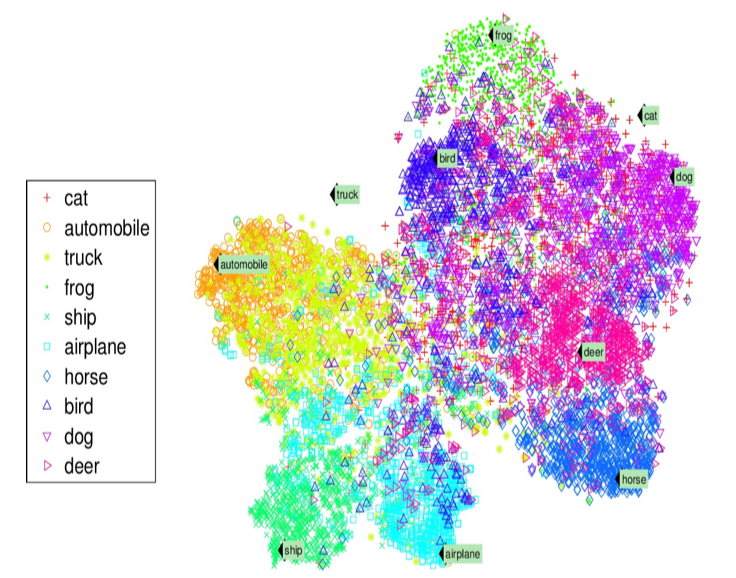 frog
cat
bird
dog
truck
cat
automobile
truck
frog
ship
airplane
horse
bird
dog
deer
automobile
deer
horse
ship
airplane